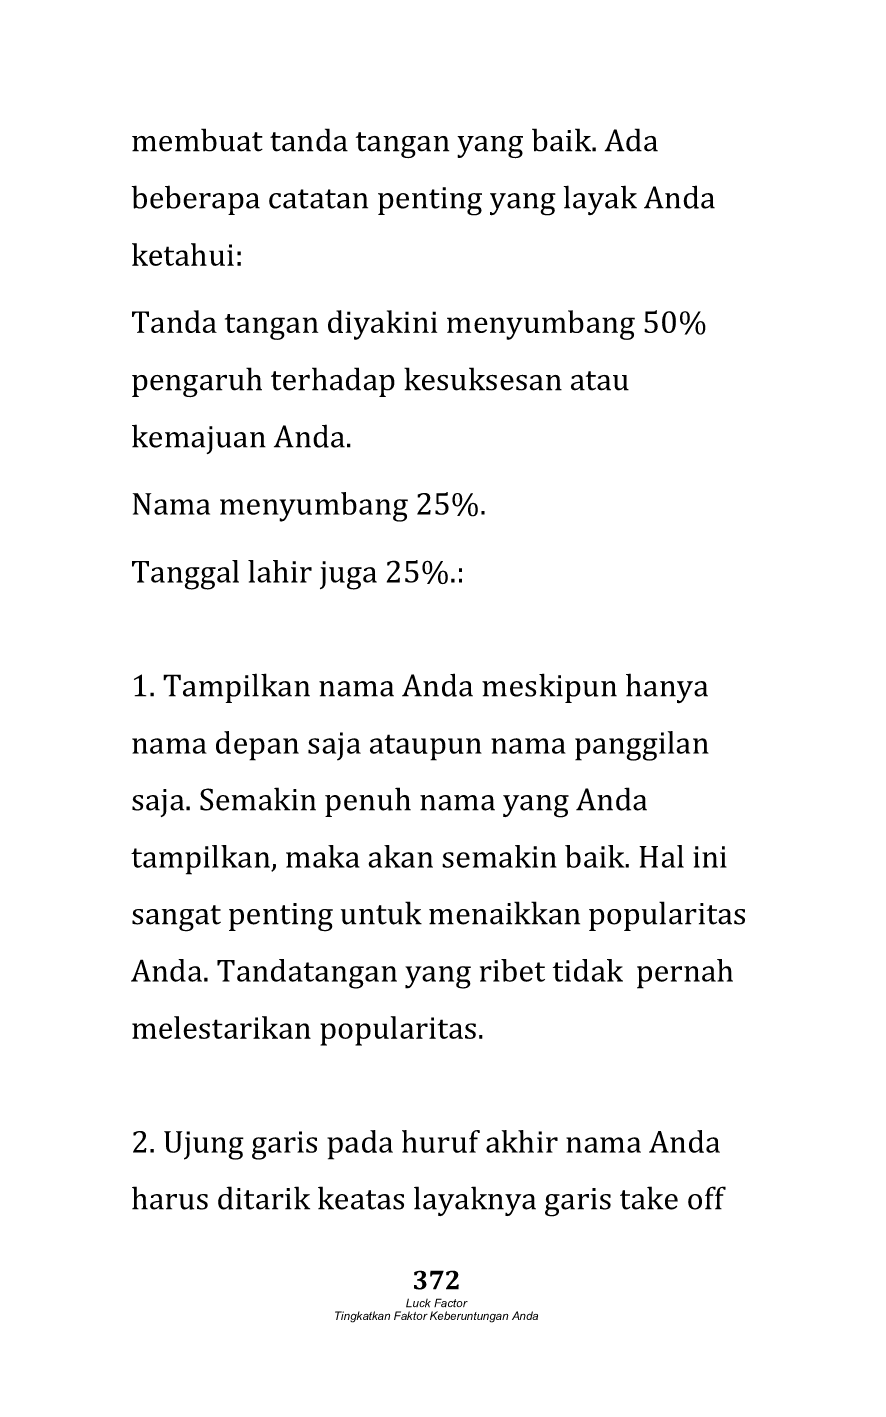 membuat tanda tangan yang baik. Ada
beberapa catatan penting yang layak Anda
ketahui:
Tanda tangan diyakini menyumbang 50%
pengaruh terhadap kesuksesan atau
kemajuan Anda.
Nama menyumbang 25%.
Tanggal lahir juga 25%.:
1. Tampilkan nama Anda meskipun hanya
nama depan saja ataupun nama panggilan
saja. Semakin penuh nama yang Anda
tampilkan, maka akan semakin baik. Hal ini
sangat penting untuk menaikkan popularitas
Anda. Tandatangan yang ribet tidak pernah
melestarikan popularitas.
2. Ujung garis pada huruf akhir nama Anda
harus ditarik keatas layaknya garis take off
372
Luck Factor
Tingkatkan Faktor Keberuntungan Anda